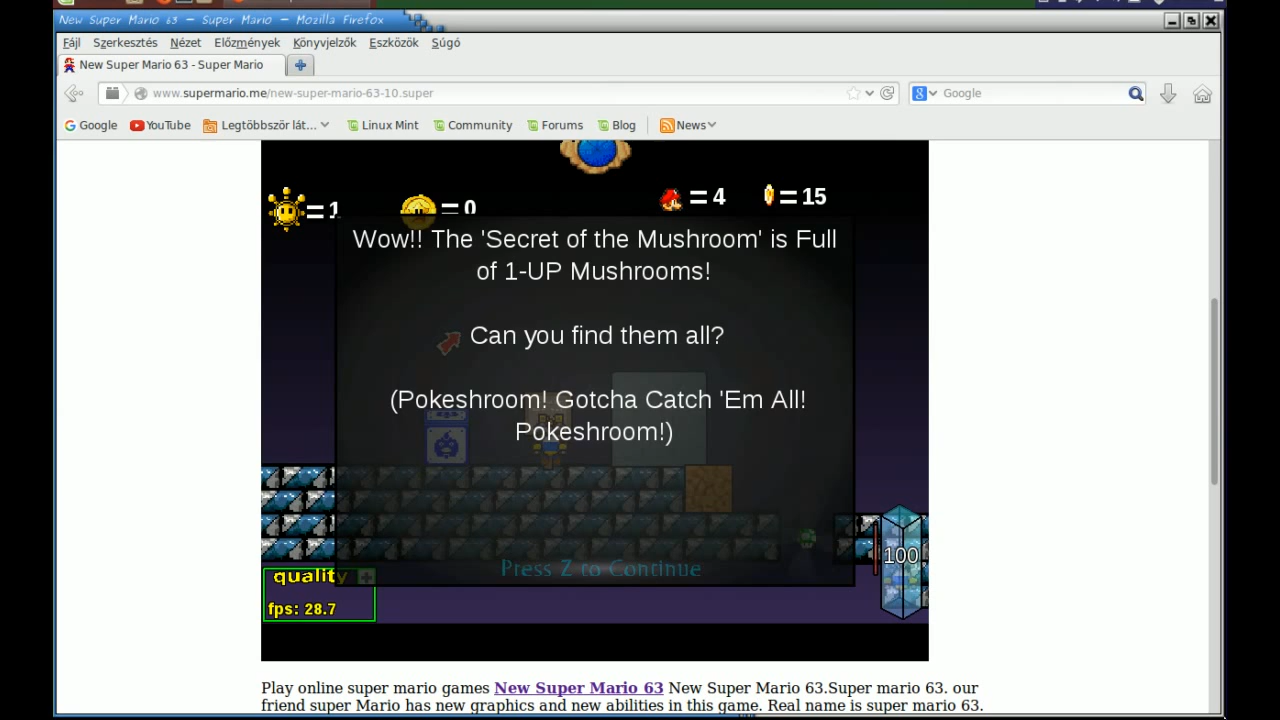 New Super Mario 63 - Super Mario - Mozilla Firefox
Fájl Szerkesztés Nézet Előzmények Könyvjelzők Eszközök Súgó
New Super Mario 63 - Super Mario
www.supermario.me/new-super-mario-63-10.super
Google
Google YouTube Legtöbbször lát... Linux Mint Community Forums Blog News
=1 =0 =4 =15
Wow!! The 'Secret of the Mushroom' is Full
of 1-UP Mushrooms!
Can you find them all?
(Pokeshroom! Gotcha Catch 'Em All!
Pokeshroom!)
100
Press Z to Continue
quality
fps: 28.7
Play online super mario games New Super Mario 63 New Super Mario 63.Super mario 63. our
friend super Mario has new graphics and new abilities in this game. Real name is super mario 63.